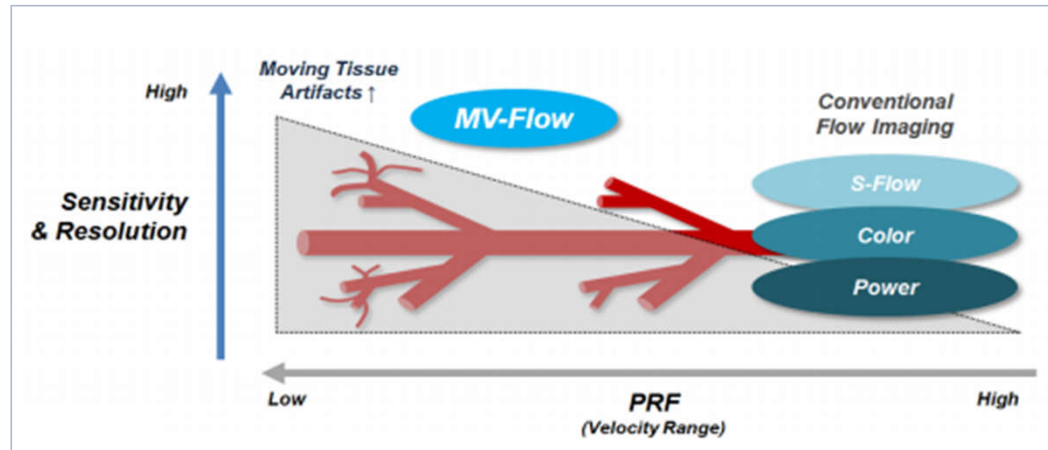 High
Moving Tissue
Artifacts ↑
MV-Flow
Conventional
Flow Imaging
Sensitivity
& Resolution
S-Flow
Color
Power
Low
PRF
(Velocity Range)
High